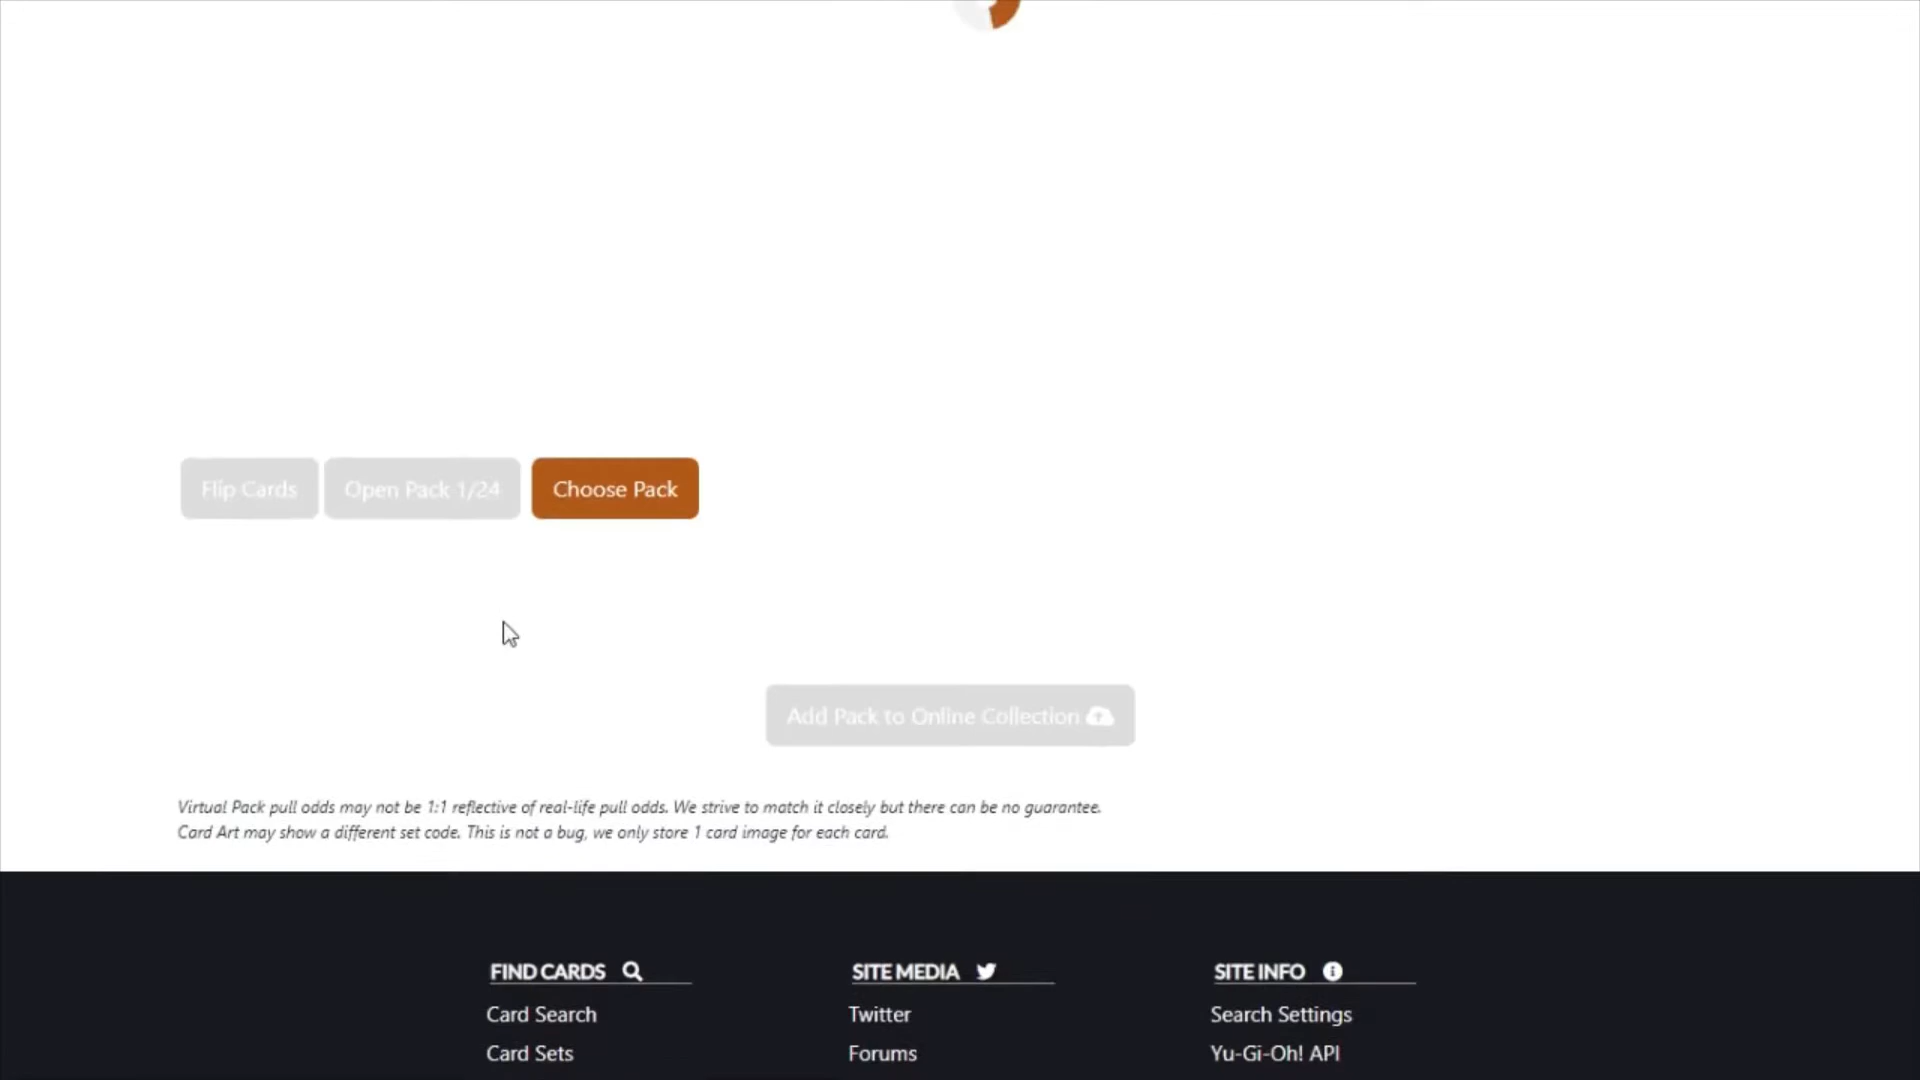 Flip Cards Open Pack 1/24 Choose Pack
Add Pack to Online Collection
Virtual Pack pull odds may not be 1:1 reflective of real-life pull odds. We strive to match it closely but there can be no guarantee.
Card Art may show a different set code. This is not a bug, we only store 1 card image for each card.
FIND CARDS SITE MEDIA SITE INFO
Card Search Twitter Search Settings
Card Sets Forums Yu-Gi-Oh! API